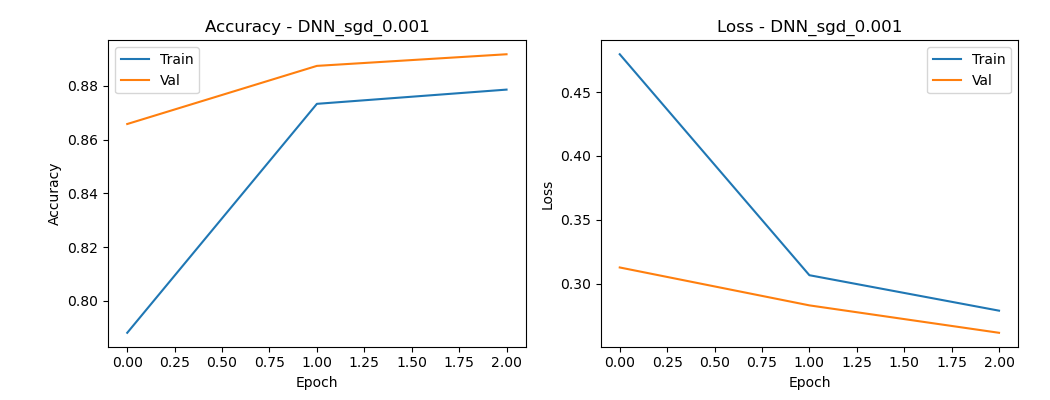 Accuracy - DNN_sgd_0.001
Train
Val
0.88
0.86
0.84
0.82
0.80
Accuracy
0.00 0.25 0.50 0.75 1.00 1.25 1.50 1.75 2.00
Epoch
Loss - DNN_sgd_0.001
Train
Val
0.45
0.40
0.35
0.30
Loss
0.00 0.25 0.50 0.75 1.00 1.25 1.50 1.75 2.00
Epoch